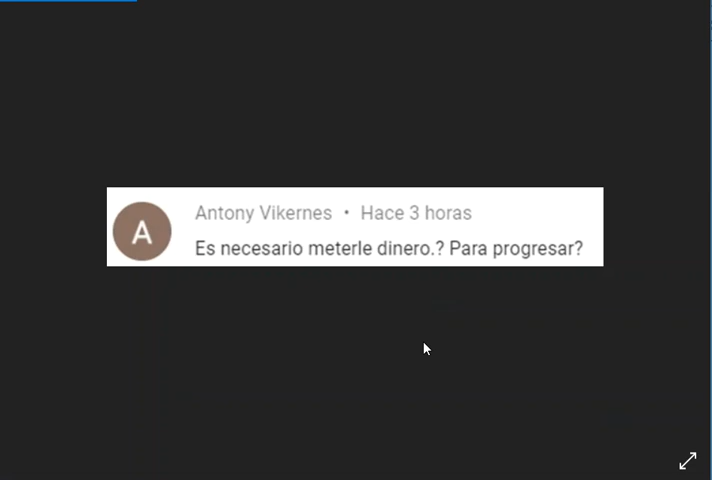 A
Antony Vikernes • Hace 3 horas
Es necesario meterle dinero.? Para progresar?